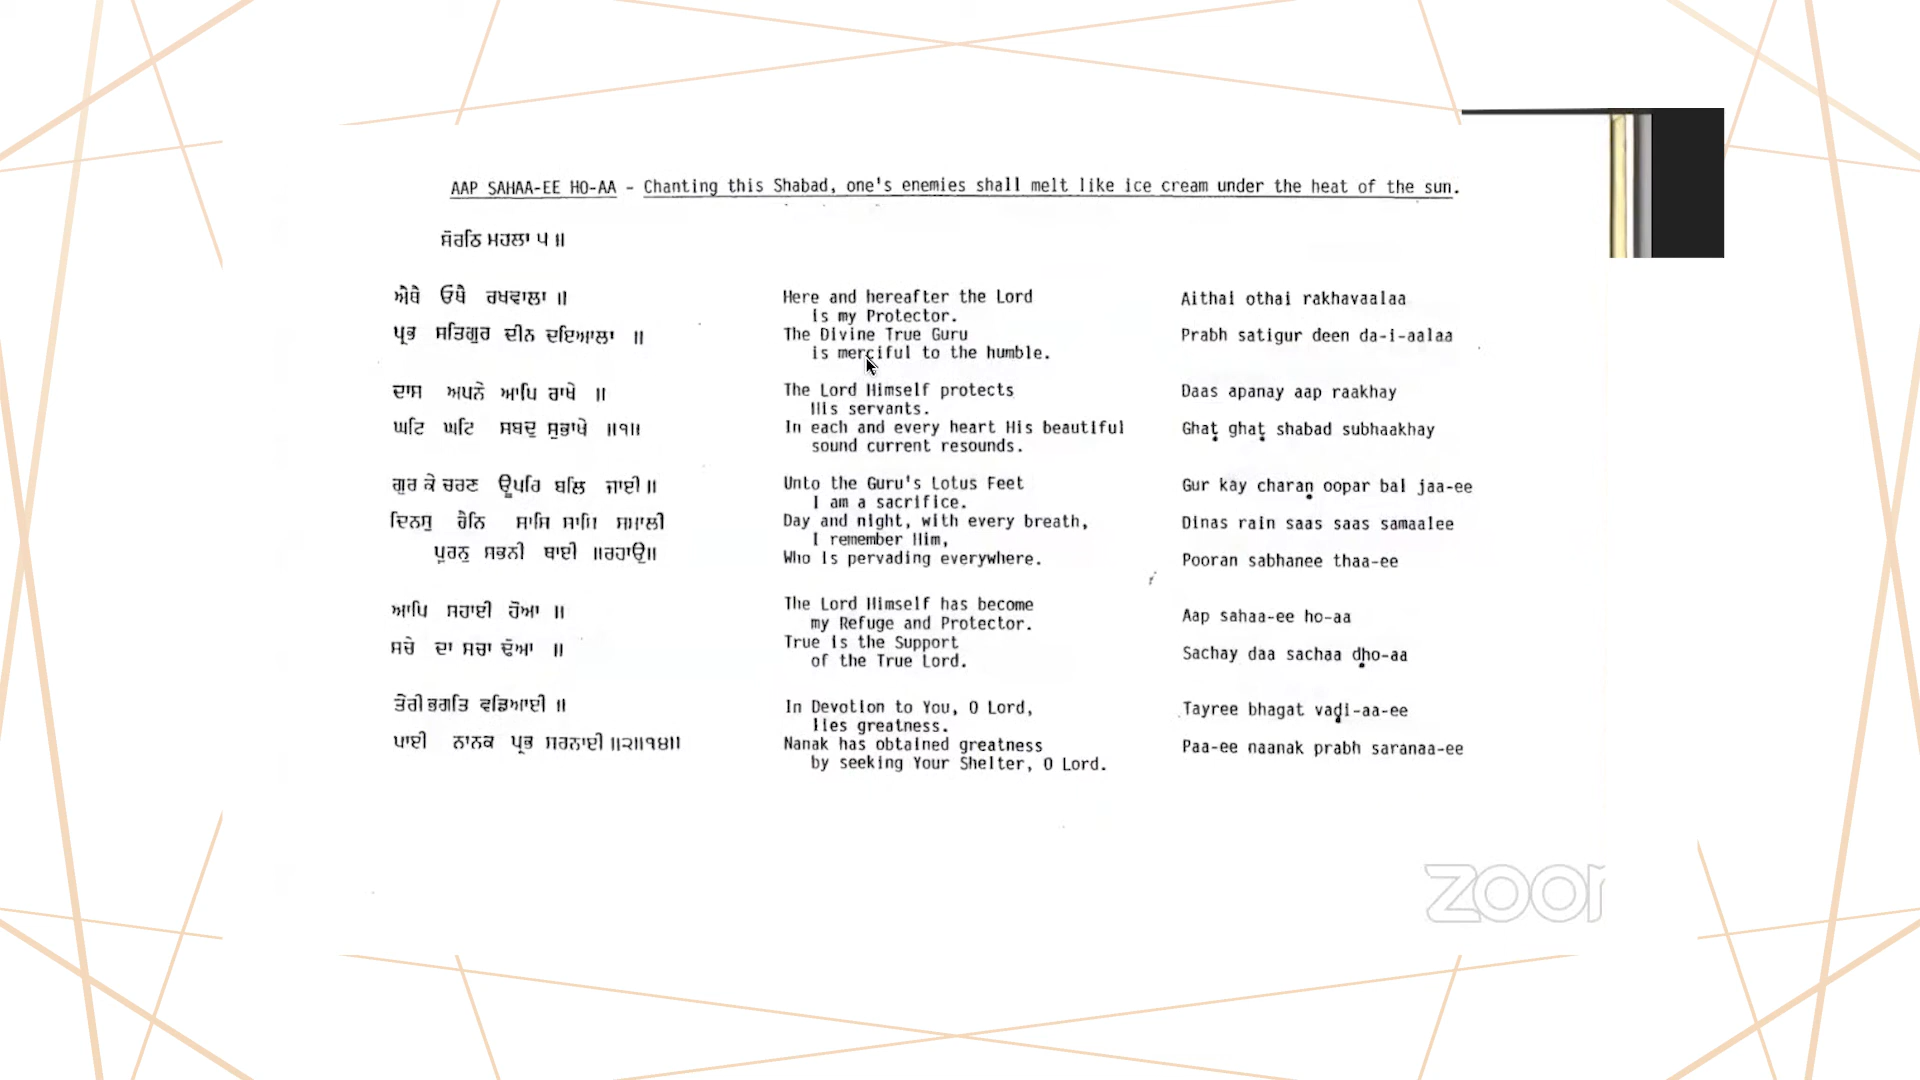 AAP SAHAA-EE HO-AA - Chanting this Shabad, one's enemies shall melt like ice cream under the heat of the sun.
ਸੋਰਠਿ ਮਹਲਾ ੫ ॥
ਐਥੈ ਓਥੈ ਰਖਵਾਲਾ ॥
ਪ੍ਰਭ ਸਤਿਗੁਰ ਦੀਨ ਦਇਆਲਾ ॥
ਦਾਸ ਅਪਨੇ ਆਪਿ ਰਾਖੇ ॥
ਘਟਿ ਘਟਿ ਸਬਦੁ ਸੁਭਾਖੇ ॥੧॥
ਗੁਰ ਕੇ ਚਰਣ ਊਪਰਿ ਬਲਿ ਜਾਈ ॥
ਦਿਨਸੁ ਰੈਨਿ ਸਾਸਿ ਸਾਸਿ ਸਮਾਲੀ
ਪੂਰਨੁ ਸਭਨੀ ਥਾਈ ॥ਰਹਾਉ॥
ਆਪਿ ਸਹਾਈ ਹੋਆ ॥
ਸਚੇ ਦਾ ਸਚਾ ਢੋਆ ॥
ਤੇਰੀ ਭਗਤਿ ਵਡਿਆਈ ॥
ਪਾਈ ਨਾਨਕ ਪ੍ਰਭ ਸਰਨਾਈ ॥੨॥੧੪॥
Here and hereafter the Lord
is my Protector.
The Divine True Guru
is merciful to the humble.
The Lord Himself protects
His servants.
In each and every heart His beautiful
sound current resounds.
Unto the Guru's Lotus Feet
I am a sacrifice.
Day and night, with every breath,
I remember Him,
Who is pervading everywhere.
The Lord Himself has become
my Refuge and Protector.
True is the Support
of the True Lord.
In Devotion to You, O Lord,
lies greatness.
Nanak has obtained greatness
by seeking Your Shelter, O Lord.
Aithai othai rakhavaalaa
Prabh satigur deen da-i-aalaa
Daas apanay aap raakhay
Ghaṭ ghaṭ shabad subhaakhay
Gur kay charaṇ oopar bal jaa-ee
Dinas rain saas saas samaalee
Pooran sabhanee thaa-ee
Aap sahaa-ee ho-aa
Sachay daa sachaa ḍho-aa
Tayree bhagat vaḍi-aa-ee
Paa-ee naanak prabh saranaa-ee
zoom